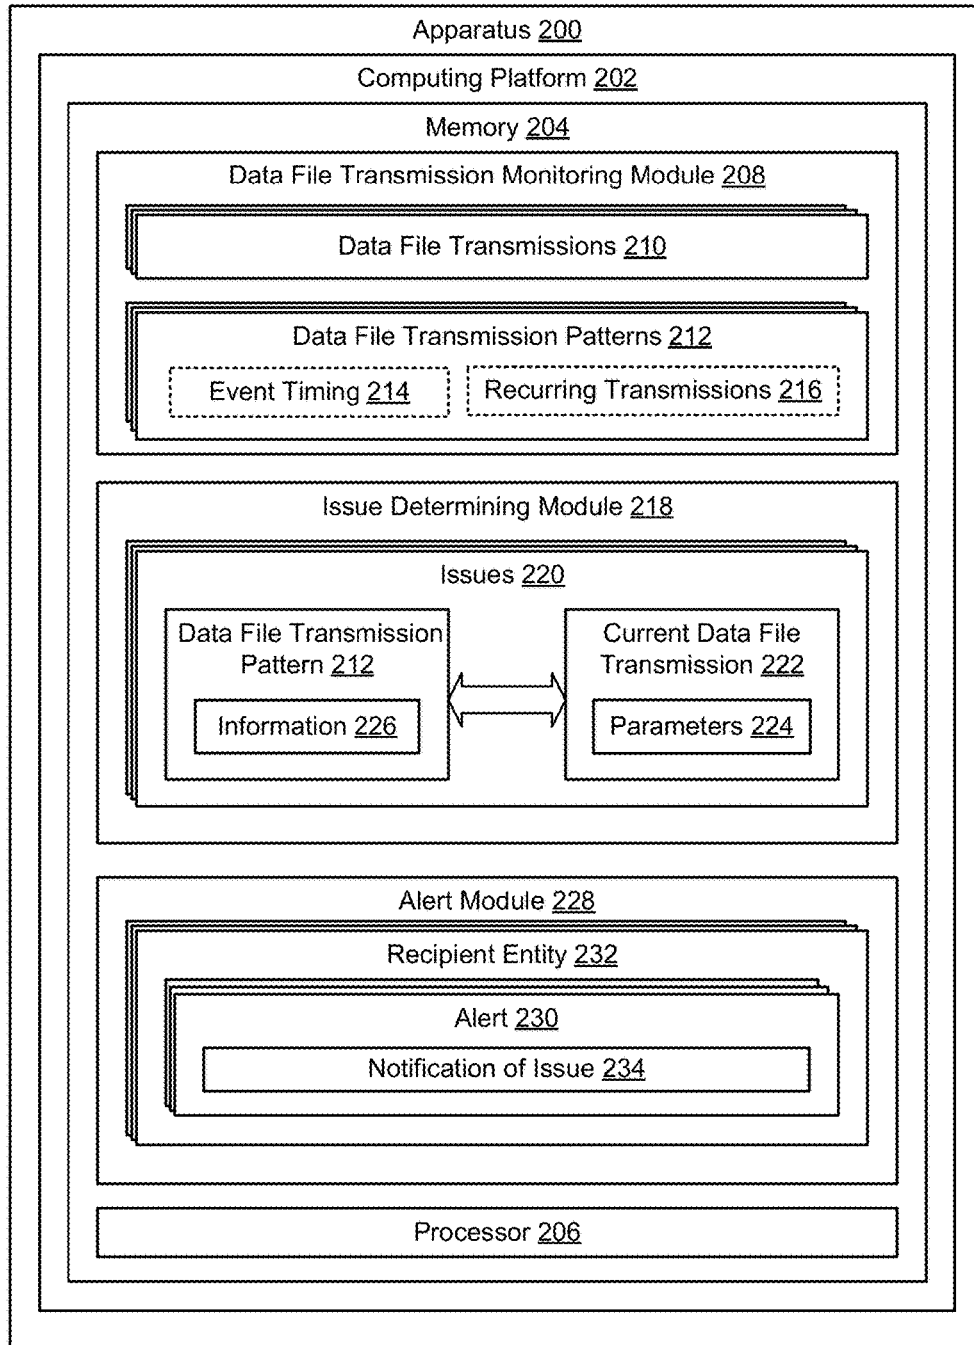 Apparatus 200
Computing Platform 202
Memory 204
Data File Transmission Monitoring Module 208
Data File Transmissions 210
Data File Transmission Patterns 212
Event Timing 214
Recurring Transmissions 216
Issue Determining Module 218
Issues 220
Data File Transmission
Pattern 212
Information 226
Current Data File
Transmission 222
Parameters 224
Alert Module 228
Recipient Entity 232
Alert 230
Notification of Issue 234
Processor 206